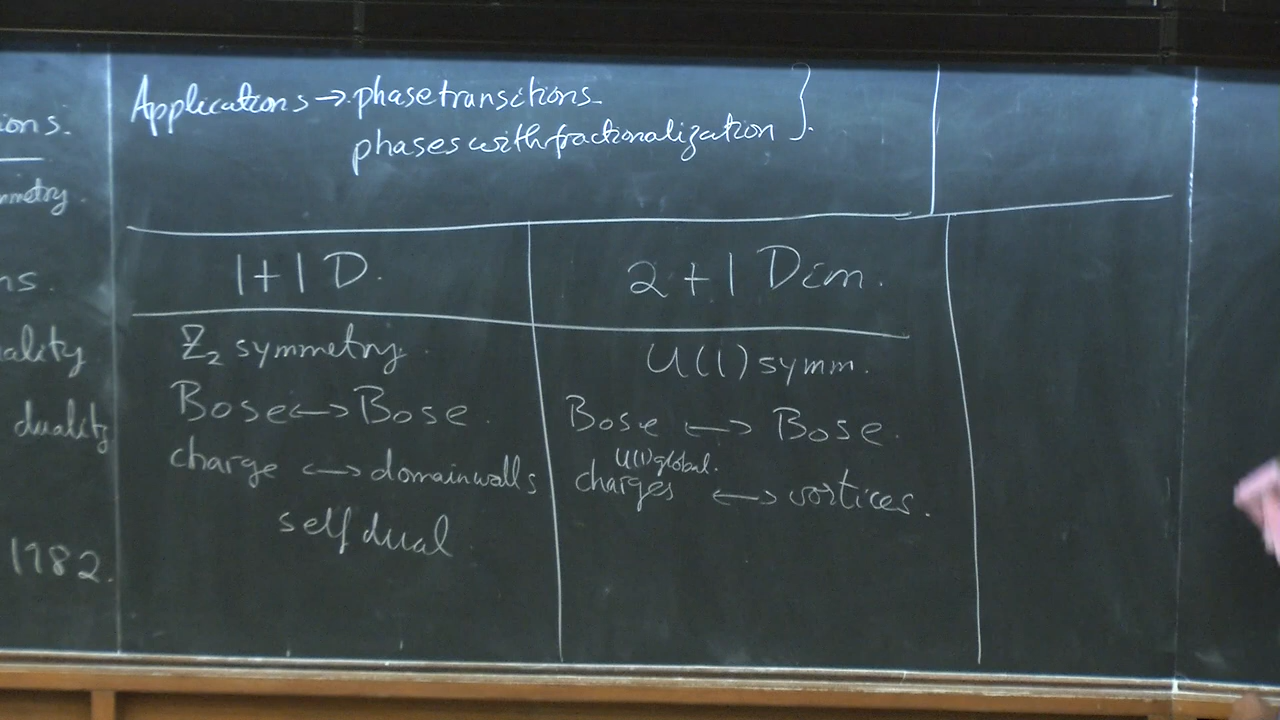 ions.
mmetry.
ns.
ality
duality
1982.
Applications → phase transitions.
phases with fractionalization }.
1+1 D.
Z₂ symmetry.
Bose ↔ Bose.
charge ↔ domain walls
self dual
2+1 Dim.
U(1) symm.
Bose ↔ Bose.
U(1) global.
charges ↔ vortices.